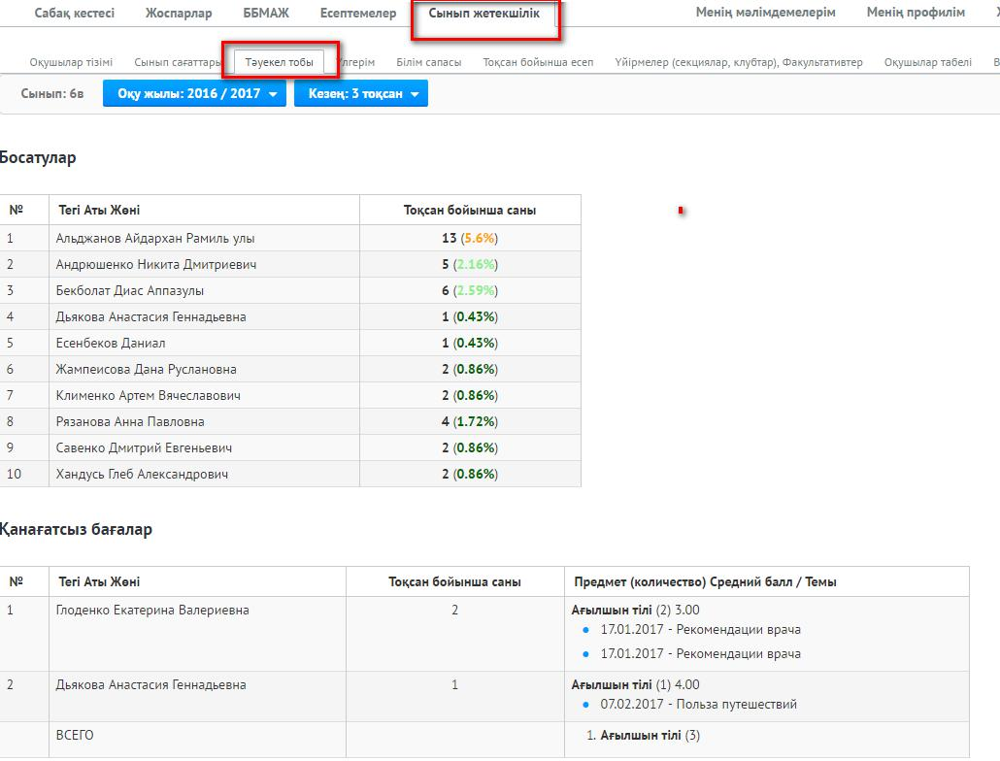 Сабақ кестесі Жоспарлар ББМАЖ Есептемелер Сынып жетекшілік Менің мәлімдемелерім Менің профилім
Оқушылар тізімі Сынып сағаттары Тәуекел тобы Үлгерім Білім сапасы Тоқсан бойынша есеп Үйірмелер (секциялар, клубтар), Факультативтер Оқушылар табелі
Сынып: 6в Оқу жылы: 2016 / 2017 Кезең: 3 тоқсан
Босатулар
№ Тегі Аты Жөні Тоқсан бойынша саны
1 Альджанов Айдархан Рамиль улы 13 (5.6%)
2 Андрюшенко Никита Дмитриевич 5 (2.16%)
3 Бекболат Диас Аппазулы 6 (2.59%)
4 Дьякова Анастасия Геннадьевна 1 (0.43%)
5 Есенбеков Даниал 1 (0.43%)
6 Жампеисова Дана Руслановна 2 (0.86%)
7 Клименко Артем Вячеславович 2 (0.86%)
8 Рязанова Анна Павловна 4 (1.72%)
9 Савенко Дмитрий Евгеньевич 2 (0.86%)
10 Хандусь Глеб Александрович 2 (0.86%)
Қанағатсыз бағалар
№ Тегі Аты Жөні Тоқсан бойынша саны Предмет (количество) Средний балл / Темы
1 Глоденко Екатерина Валериевна 2 Ағылшын тілі (2) 3.00
17.01.2017 - Рекомендации врача
17.01.2017 - Рекомендации врача
2 Дьякова Анастасия Геннадьевна 1 Ағылшын тілі (1) 4.00
07.02.2017 - Польза путешествий
ВСЕГО 1. Ағылшын тілі (3)